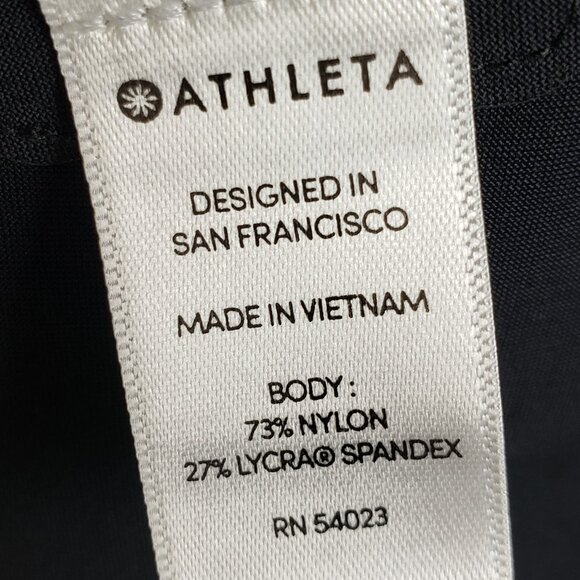 ATHLETA
DESIGNED IN
SAN FRANCISCO
MADE IN VIETNAM
BODY:
73% NYLON
27% LYCRA® SPANDEX
RN 54023